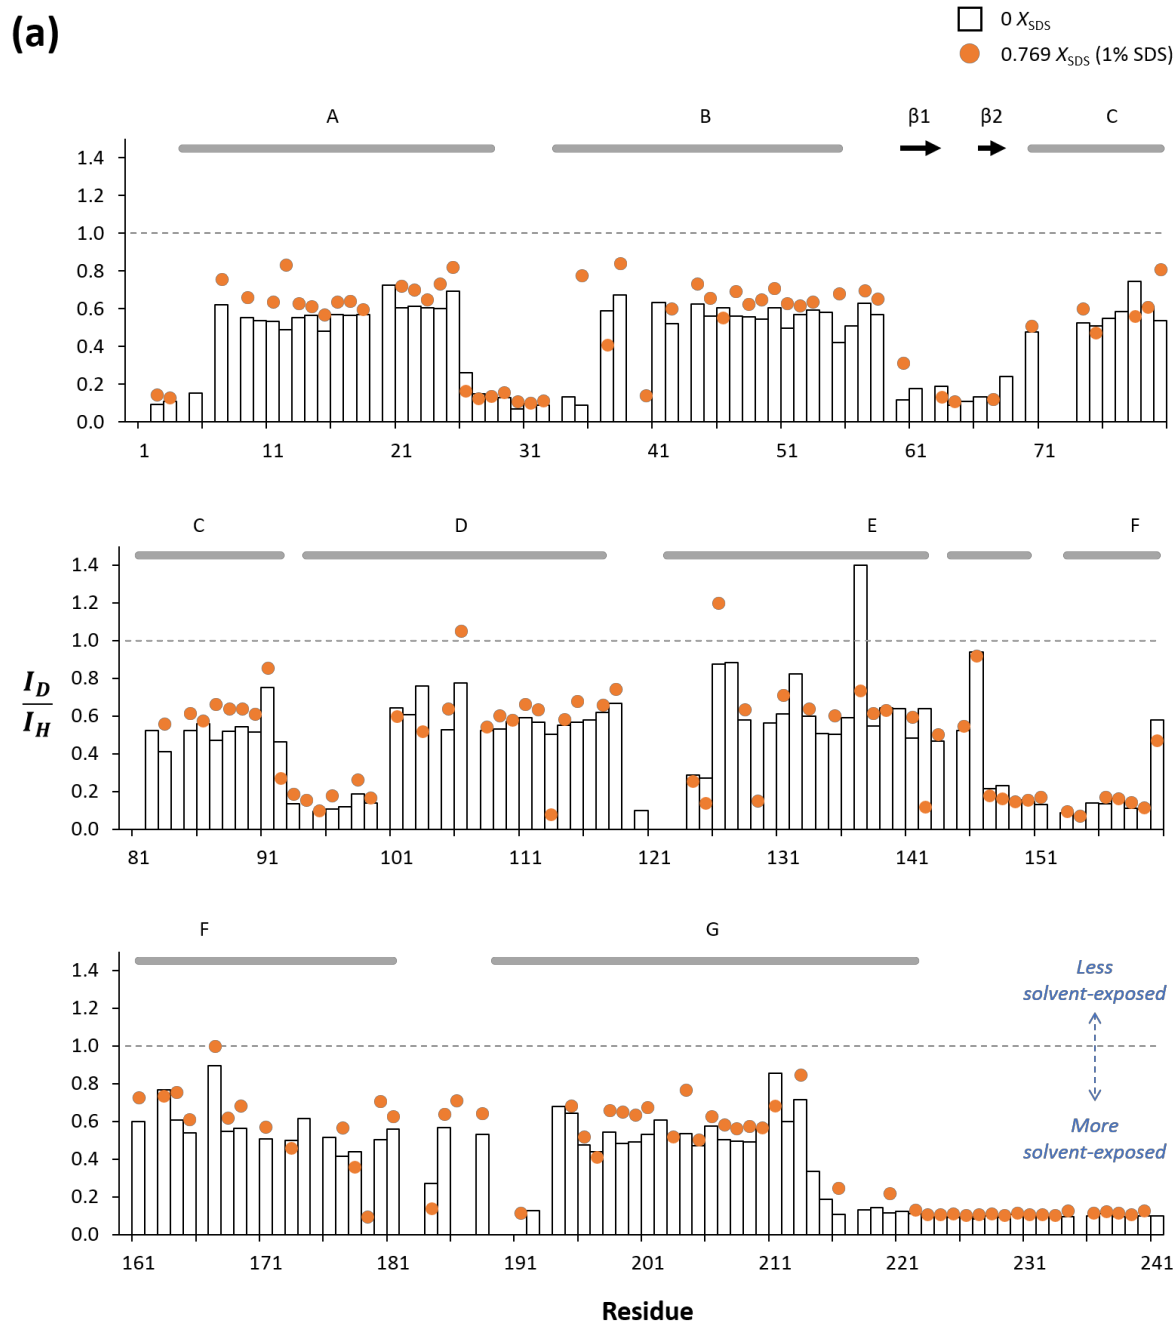 (a)
0 XSDS
0.769 XSDS (1% SDS)
A B β1 β2 C
1.4
1.2
1.0
0.8
0.6
0.4
0.2
0.0
1 11 21 31 41 51 61 71
C D E F
1.4
1.2
1.0
0.8
0.6
0.4
0.2
0.0
81 91 101 111 121 131 141 151
ID
IH
F G
1.4
1.2
1.0
0.8
0.6
0.4
0.2
0.0
Less
solvent-exposed
More
solvent-exposed
161 171 181 191 201 211 221 231 241
Residue